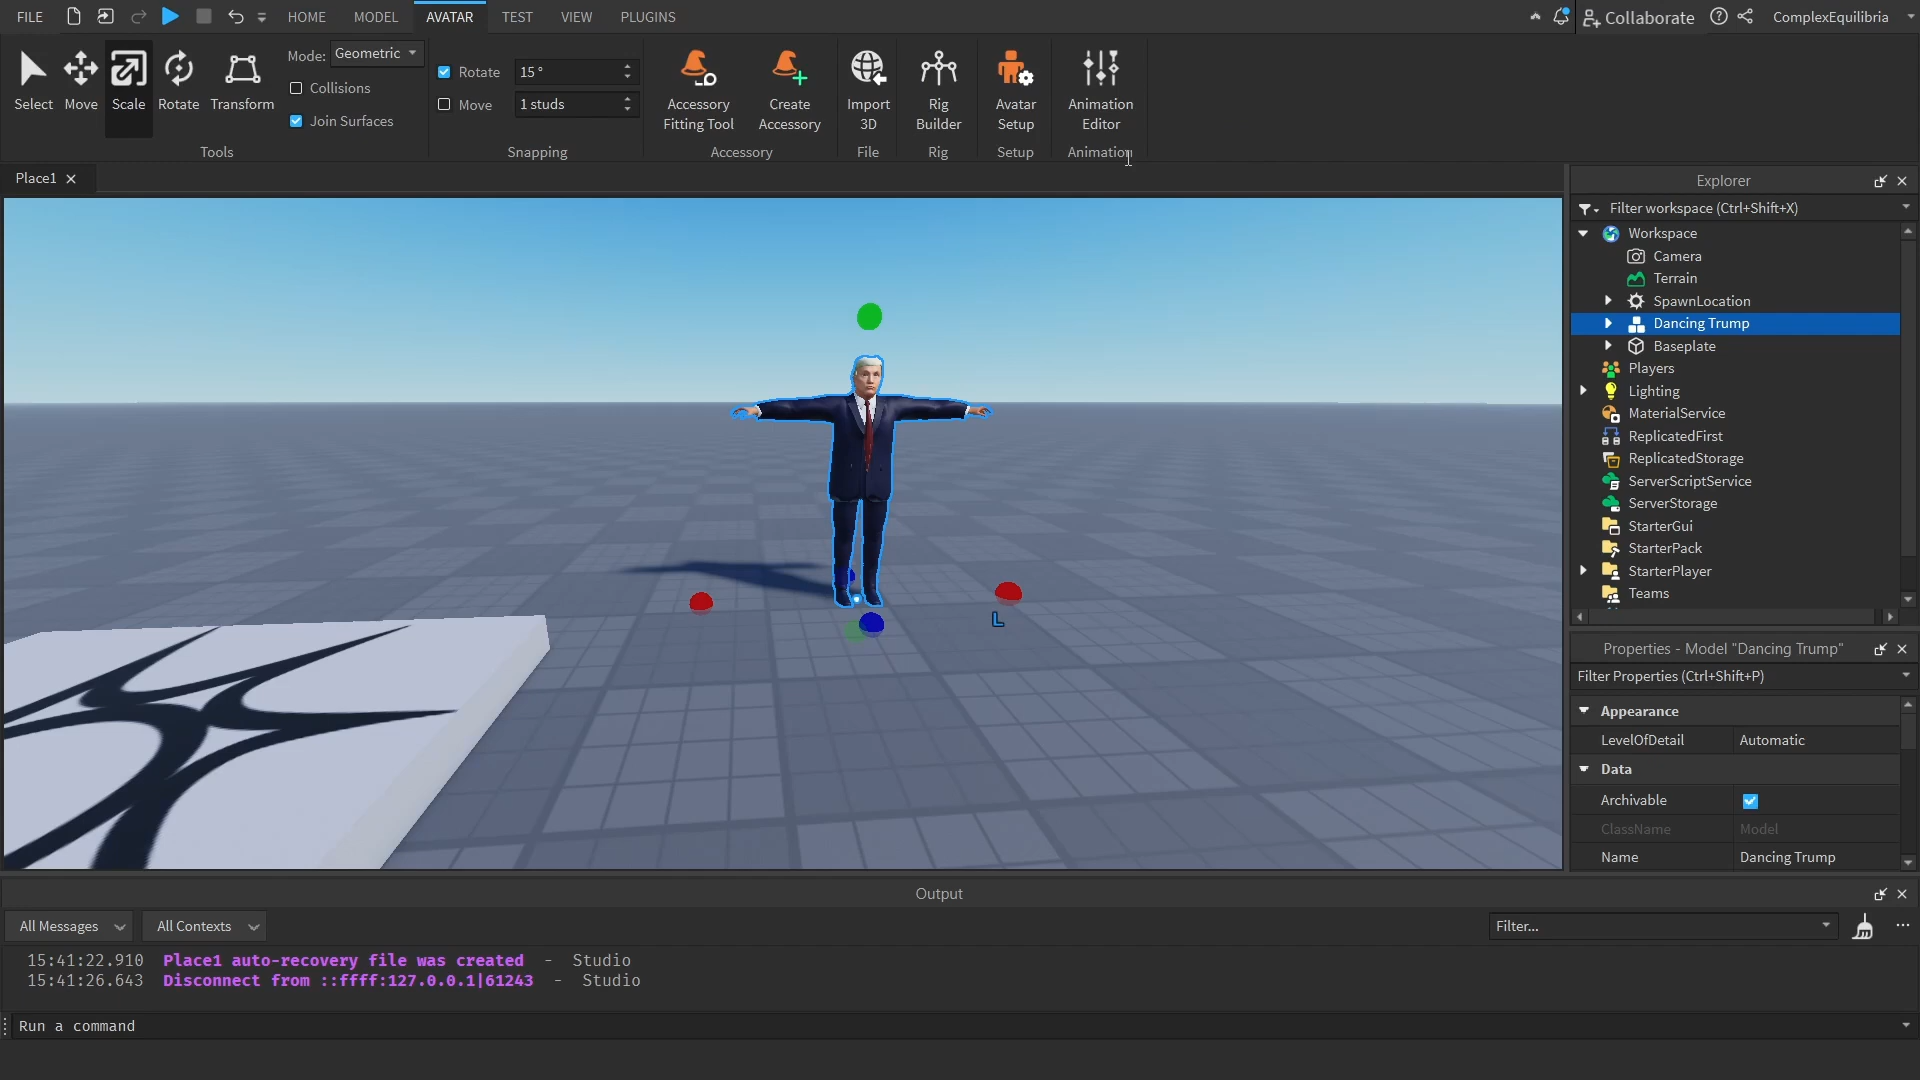 FILE
HOME
MODEL
AVATAR
TEST
VIEW
PLUGINS
Collaborate
ComplexEquilibria
Select
Move
Scale
Rotate
Transform
Mode: Geometric
Collisions
Join Surfaces
Tools
Rotate 15 °
Move 1 studs
Snapping
Accessory
Fitting Tool
Create
Accessory
Accessory
Import
3D
File
Rig
Builder
Rig
Avatar
Setup
Setup
Animation
Editor
Animation
Place1
Explorer
Filter workspace (Ctrl+Shift+X)
Workspace
Camera
Terrain
SpawnLocation
Dancing Trump
Baseplate
Players
Lighting
MaterialService
ReplicatedFirst
ReplicatedStorage
ServerScriptService
ServerStorage
StarterGui
StarterPack
StarterPlayer
Teams
L
Properties - Model "Dancing Trump"
Filter Properties (Ctrl+Shift+P)
Appearance
LevelOfDetail Automatic
Data
Archivable
ClassName Model
Name Dancing Trump
Output
All Messages
All Contexts
Filter...
15:41:22.910 Place1 auto-recovery file was created - Studio
15:41:26.643 Disconnect from ::ffff:127.0.0.1|61243 - Studio
Run a command